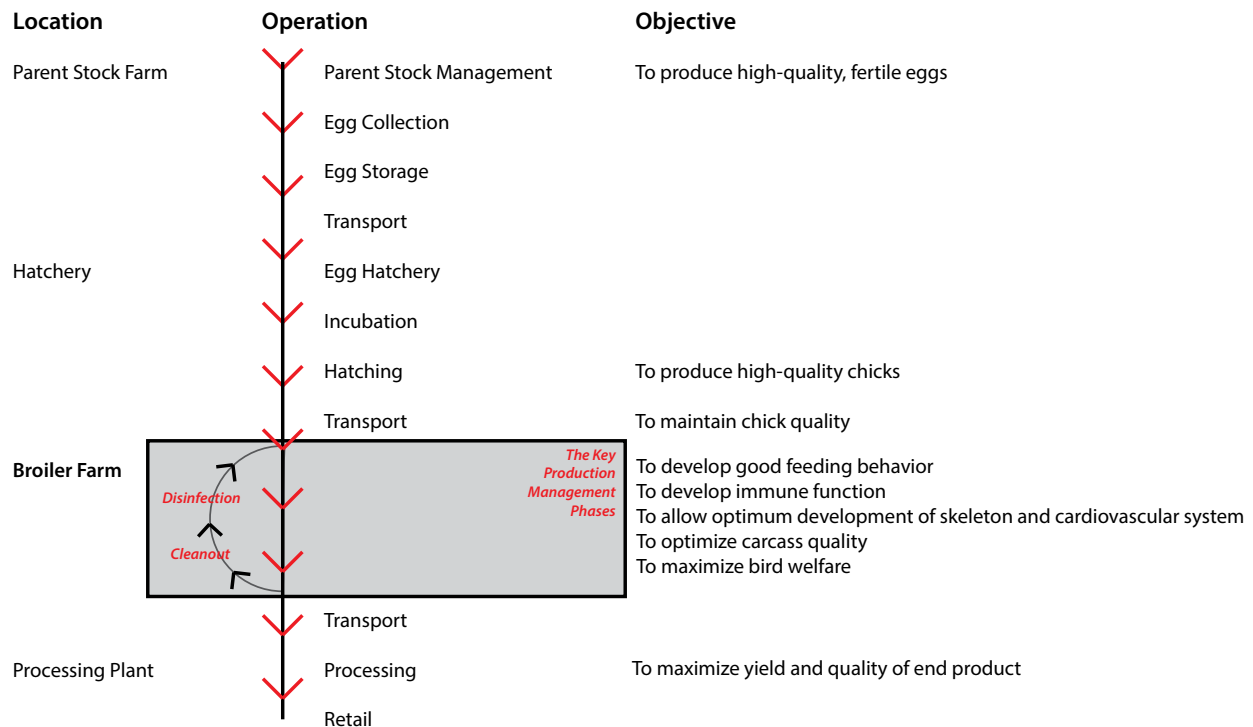 Location Operation Objective
Parent Stock Farm Parent Stock Management To produce high-quality, fertile eggs
Egg Collection
Egg Storage
Transport
Hatchery Egg Hatchery
Incubation
Hatching To produce high-quality chicks
Transport To maintain chick quality
Broiler Farm
Disinfection
Cleanout
The Key
Production
Management
Phases
To develop good feeding behavior
To develop immune function
To allow optimum development of skeleton and cardiovascular system
To optimize carcass quality
To maximize bird welfare
Transport
Processing Plant Processing To maximize yield and quality of end product
Retail